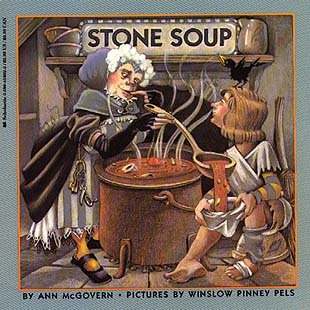 STONE SOUP
BY ANN McGOVERN • PICTURES BY WINSLOW PINNEY PELS